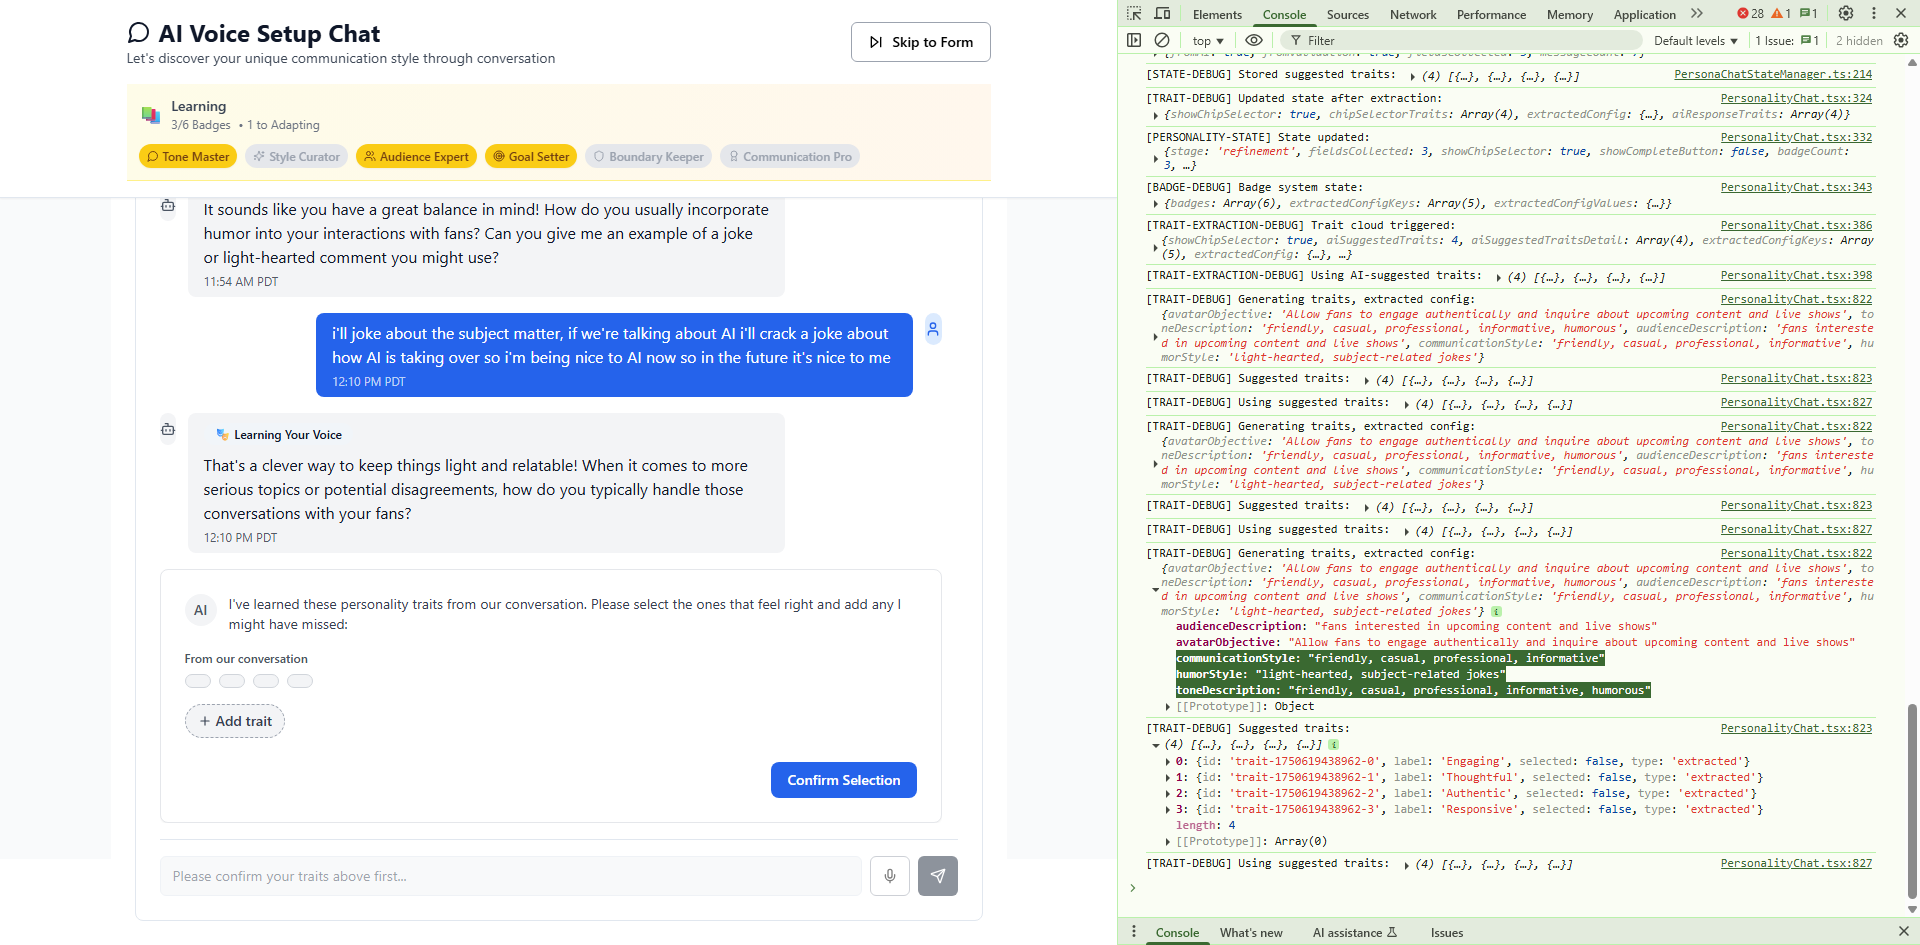 AI Voice Setup Chat
Let's discover your unique communication style through conversation
Skip to Form
Learning
3/6 Badges • 1 to Adapting
Tone Master
Style Curator
Audience Expert
Goal Setter
Boundary Keeper
Communication Pro
It sounds like you have a great balance in mind! How do you usually incorporate
humor into your interactions with fans? Can you give me an example of a joke
or light-hearted comment you might use?
11:54 AM PDT
i'll joke about the subject matter, if we're talking about AI i'll crack a joke about
how AI is taking over so i'm being nice to AI now so in the future it's nice to me
12:10 PM PDT
Learning Your Voice
That's a clever way to keep things light and relatable! When it comes to more
serious topics or potential disagreements, how do you typically handle those
conversations with your fans?
12:10 PM PDT
AI
I've learned these personality traits from our conversation. Please select the ones that feel right and add any I
might have missed:
From our conversation
+ Add trait
Confirm Selection
Please confirm your traits above first...
Elements Console Sources Network Performance Memory Application 28 1 1
top Filter Default levels 1 Issue: 1 2 hidden
[STATE-DEBUG] Stored suggested traits: (4) [{…}, {…}, {…}, {…}] PersonaChatStateManager.ts:214
[TRAIT-DEBUG] Updated state after extraction: PersonalityChat.tsx:324
{showChipSelector: true, chipSelectorTraits: Array(4), extractedConfig: {…}, aiResponseTraits: Array(4)}
[PERSONALITY-STATE] State updated: PersonalityChat.tsx:332
{stage: 'refinement', fieldsCollected: 3, showChipSelector: true, showCompleteButton: false, badgeCount:
3, …}
[BADGE-DEBUG] Badge system state: PersonalityChat.tsx:343
{badges: Array(6), extractedConfigKeys: Array(5), extractedConfigValues: {…}}
[TRAIT-EXTRACTION-DEBUG] Trait cloud triggered: PersonalityChat.tsx:386
{showChipSelector: true, aiSuggestedTraits: 4, aiSuggestedTraitsDetail: Array(4), extractedConfigKeys: Array
(5), extractedConfig: {…}, …}
[TRAIT-EXTRACTION-DEBUG] Using AI-suggested traits: (4) [{…}, {…}, {…}, {…}] PersonalityChat.tsx:398
[TRAIT-DEBUG] Generating traits, extracted config: PersonalityChat.tsx:822
{avatarObjective: 'Allow fans to engage authentically and inquire about upcoming content and live shows', to
neDescription: 'friendly, casual, professional, informative, humorous', audienceDescription: 'fans intereste
d in upcoming content and live shows', communicationStyle: 'friendly, casual, professional, informative', hu
morStyle: 'light-hearted, subject-related jokes'}
[TRAIT-DEBUG] Suggested traits: (4) [{…}, {…}, {…}, {…}] PersonalityChat.tsx:823
[TRAIT-DEBUG] Using suggested traits: (4) [{…}, {…}, {…}, {…}] PersonalityChat.tsx:827
[TRAIT-DEBUG] Generating traits, extracted config: PersonalityChat.tsx:822
{avatarObjective: 'Allow fans to engage authentically and inquire about upcoming content and live shows', to
neDescription: 'friendly, casual, professional, informative, humorous', audienceDescription: 'fans intereste
d in upcoming content and live shows', communicationStyle: 'friendly, casual, professional, informative', hu
morStyle: 'light-hearted, subject-related jokes'}
[TRAIT-DEBUG] Suggested traits: (4) [{…}, {…}, {…}, {…}] PersonalityChat.tsx:823
[TRAIT-DEBUG] Using suggested traits: (4) [{…}, {…}, {…}, {…}] PersonalityChat.tsx:827
[TRAIT-DEBUG] Generating traits, extracted config: PersonalityChat.tsx:822
{avatarObjective: 'Allow fans to engage authentically and inquire about upcoming content and live shows', to
neDescription: 'friendly, casual, professional, informative, humorous', audienceDescription: 'fans intereste
d in upcoming content and live shows', communicationStyle: 'friendly, casual, professional, informative', hu
morStyle: 'light-hearted, subject-related jokes'}
audienceDescription: "fans interested in upcoming content and live shows"
avatarObjective: "Allow fans to engage authentically and inquire about upcoming content and live shows"
communicationStyle: "friendly, casual, professional, informative"
humorStyle: "light-hearted, subject-related jokes"
toneDescription: "friendly, casual, professional, informative, humorous"
[[Prototype]]: Object
[TRAIT-DEBUG] Suggested traits: PersonalityChat.tsx:823
(4) [{…}, {…}, {…}, {…}]
0: {id: 'trait-1750619438962-0', label: 'Engaging', selected: false, type: 'extracted'}
1: {id: 'trait-1750619438962-1', label: 'Thoughtful', selected: false, type: 'extracted'}
2: {id: 'trait-1750619438962-2', label: 'Authentic', selected: false, type: 'extracted'}
3: {id: 'trait-1750619438962-3', label: 'Responsive', selected: false, type: 'extracted'}
length: 4
[[Prototype]]: Array(0)
[TRAIT-DEBUG] Using suggested traits: (4) [{…}, {…}, {…}, {…}] PersonalityChat.tsx:827
Console What's new AI assistance Issues